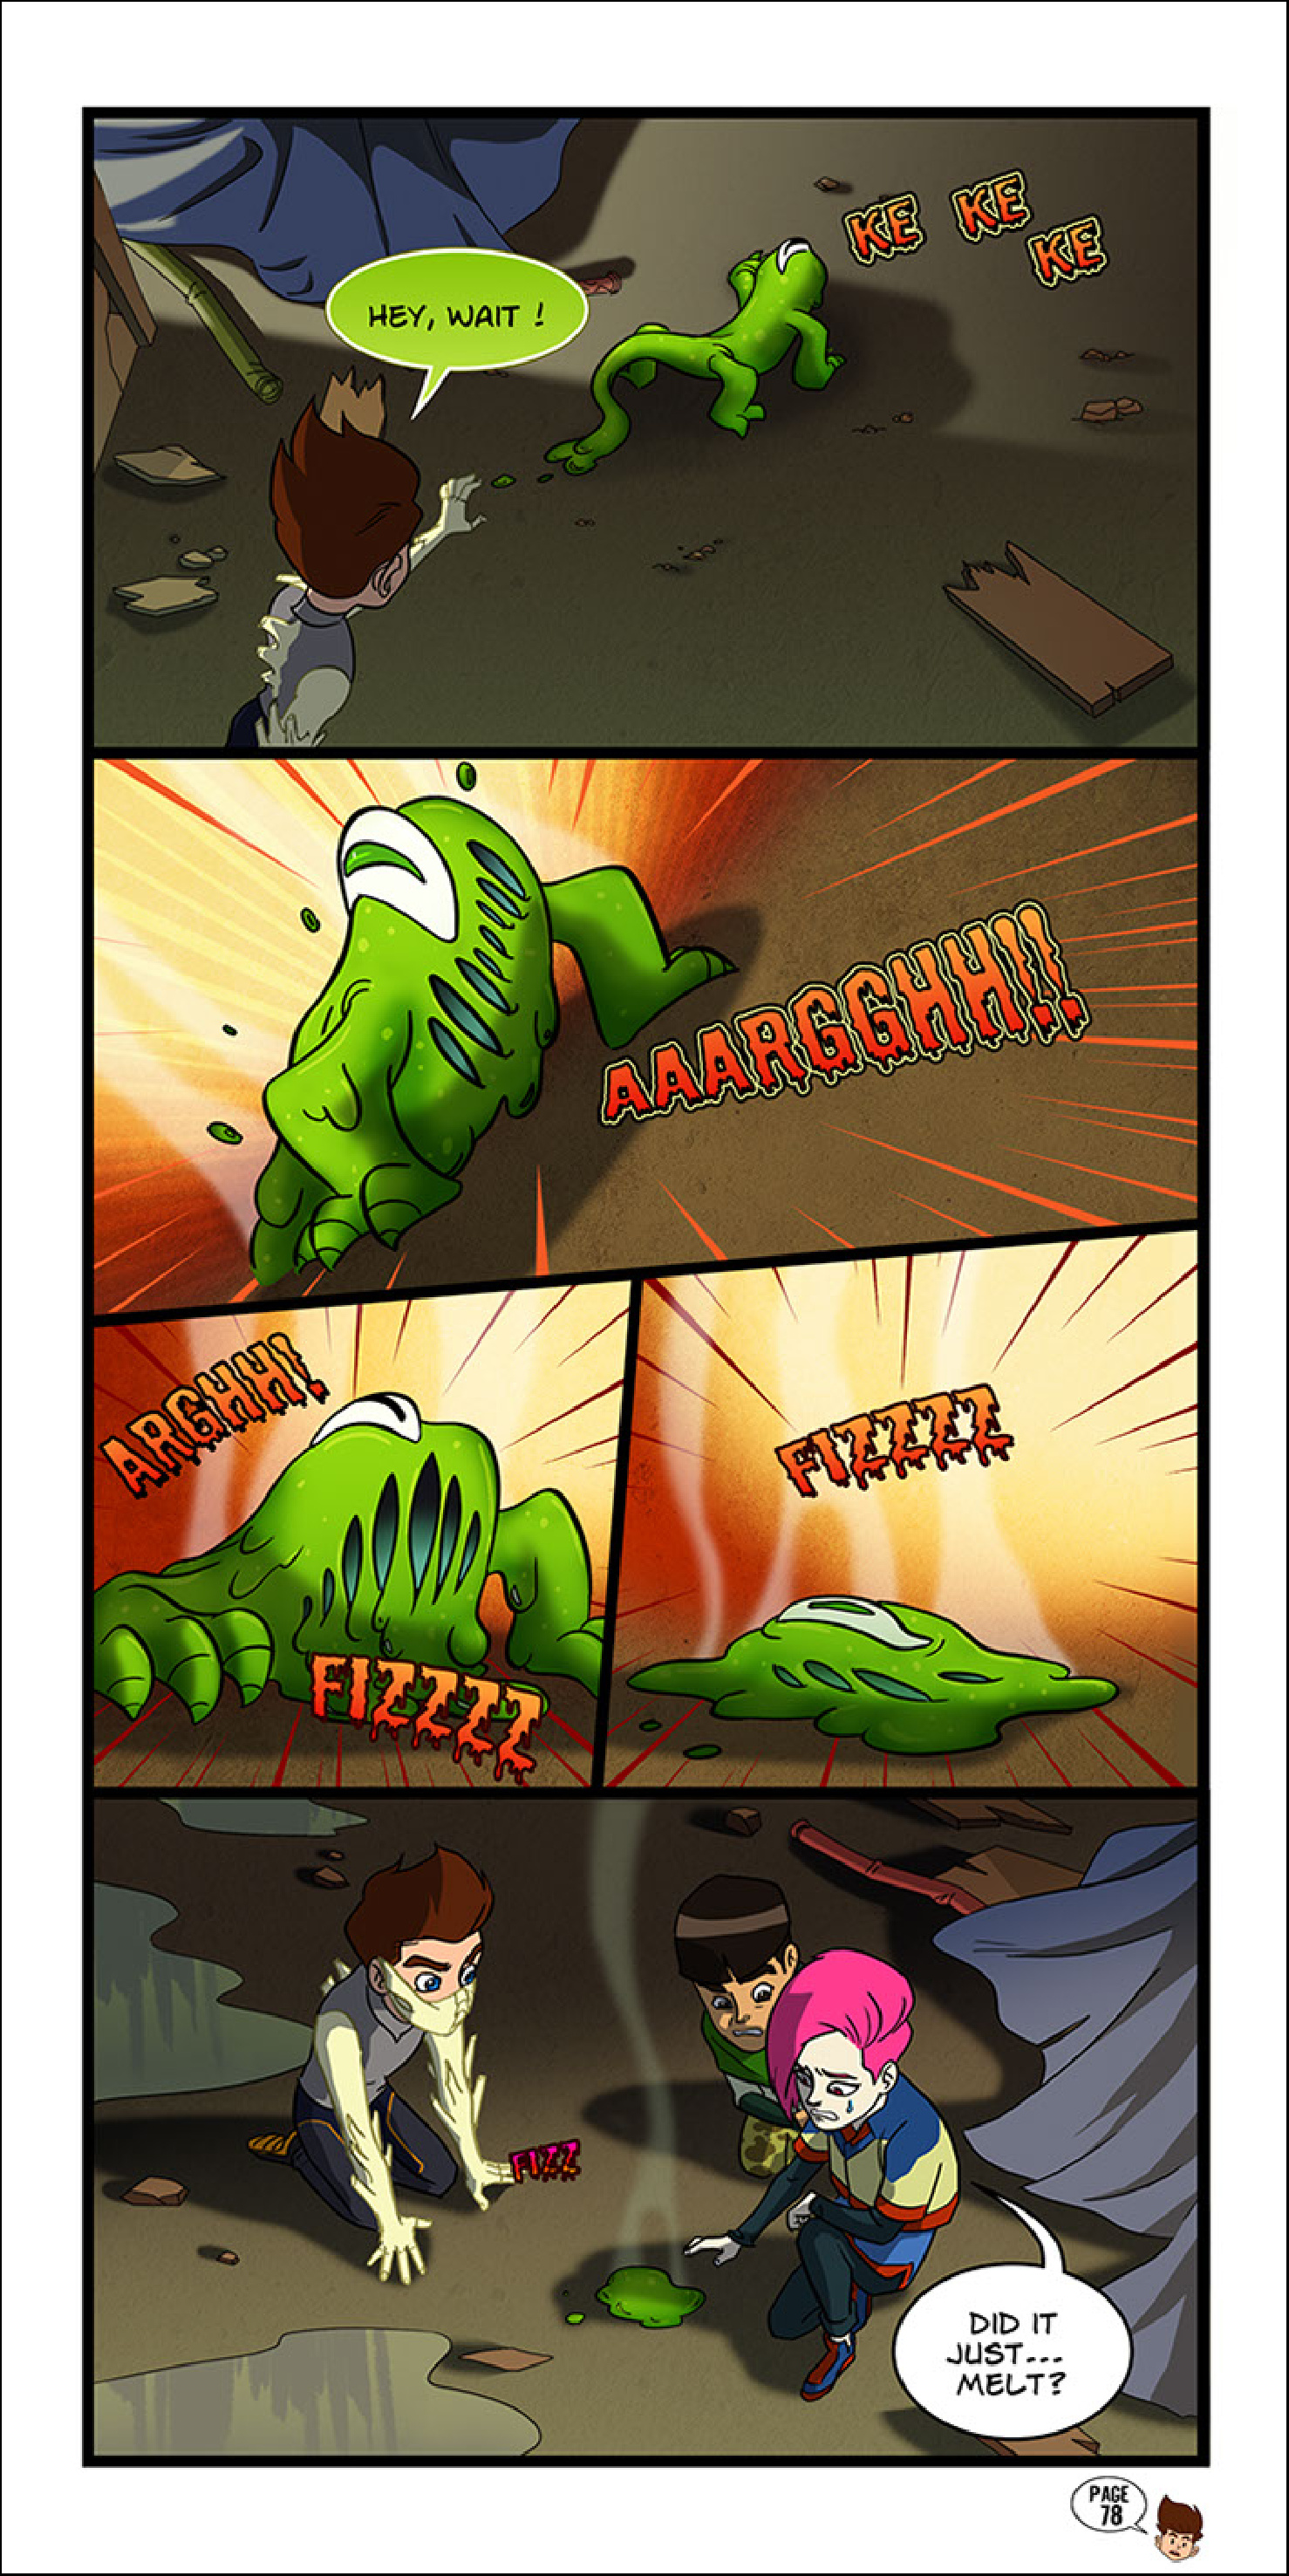 HEY, WAIT !
KE KE
KE
AAARGGHH!!
ARGHH!
FIZZZZ
FIZZZZ
FIZZ
DID IT
JUST...
MELT?
PAGE
78